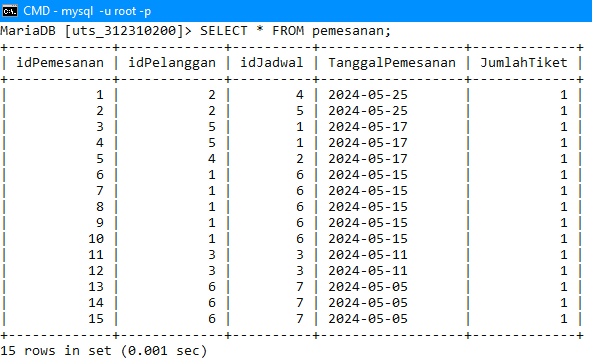 CMD - mysql -u root -p
MariaDB [uts_312310200]> SELECT * FROM pemesanan;
+-------------+-------------+----------+------------------+-------------+
| idPemesanan | idPelanggan | idJadwal | TanggalPemesanan | JumlahTiket |
+-------------+-------------+----------+------------------+-------------+
|           1 |           2 |        4 | 2024-05-25       |           1 |
|           2 |           2 |        5 | 2024-05-25       |           1 |
|           3 |           5 |        1 | 2024-05-17       |           1 |
|           4 |           5 |        1 | 2024-05-17       |           1 |
|           5 |           4 |        2 | 2024-05-17       |           1 |
|           6 |           1 |        6 | 2024-05-15       |           1 |
|           7 |           1 |        6 | 2024-05-15       |           1 |
|           8 |           1 |        6 | 2024-05-15       |           1 |
|           9 |           1 |        6 | 2024-05-15       |           1 |
|          10 |           1 |        6 | 2024-05-15       |           1 |
|          11 |           3 |        3 | 2024-05-11       |           1 |
|          12 |           3 |        3 | 2024-05-11       |           1 |
|          13 |           6 |        7 | 2024-05-05       |           1 |
|          14 |           6 |        7 | 2024-05-05       |           1 |
|          15 |           6 |        7 | 2024-05-05       |           1 |
+-------------+-------------+----------+------------------+-------------+
15 rows in set (0.001 sec)